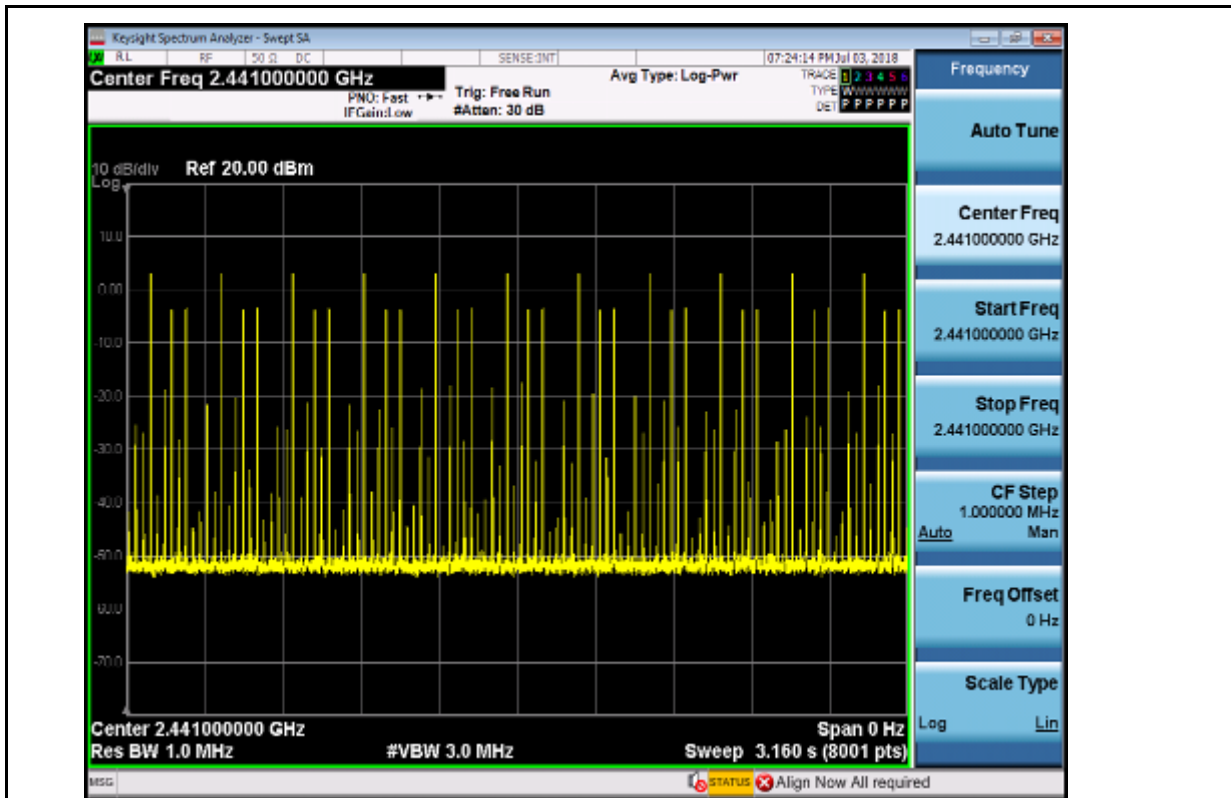 Keysight Spectrum Analyzer - Swept SA
RL RF 50 Ω DC SENSE:INT 07:24:14 PM Jul 03, 2018
Center Freq 2.441000000 GHz
PNO: Fast
IFGain:Low
Trig: Free Run
#Atten: 30 dB
Avg Type: Log-Pwr
TRACE 1 2 3 4 5 6
TYPE WWWWWW
DET P P P P P P
10 dB/div Ref 20.00 dBm
Log
10.0
0.00
-10.0
-20.0
-30.0
-40.0
-50.0
-60.0
-70.0
Center 2.441000000 GHz Span 0 Hz
Res BW 1.0 MHz #VBW 3.0 MHz Sweep 3.160 s (8001 pts)
MSG STATUS Align Now All required
Frequency
Auto Tune
Center Freq
2.441000000 GHz
Start Freq
2.441000000 GHz
Stop Freq
2.441000000 GHz
CF Step
1.000000 MHz
Auto Man
Freq Offset
0 Hz
Scale Type
Log Lin